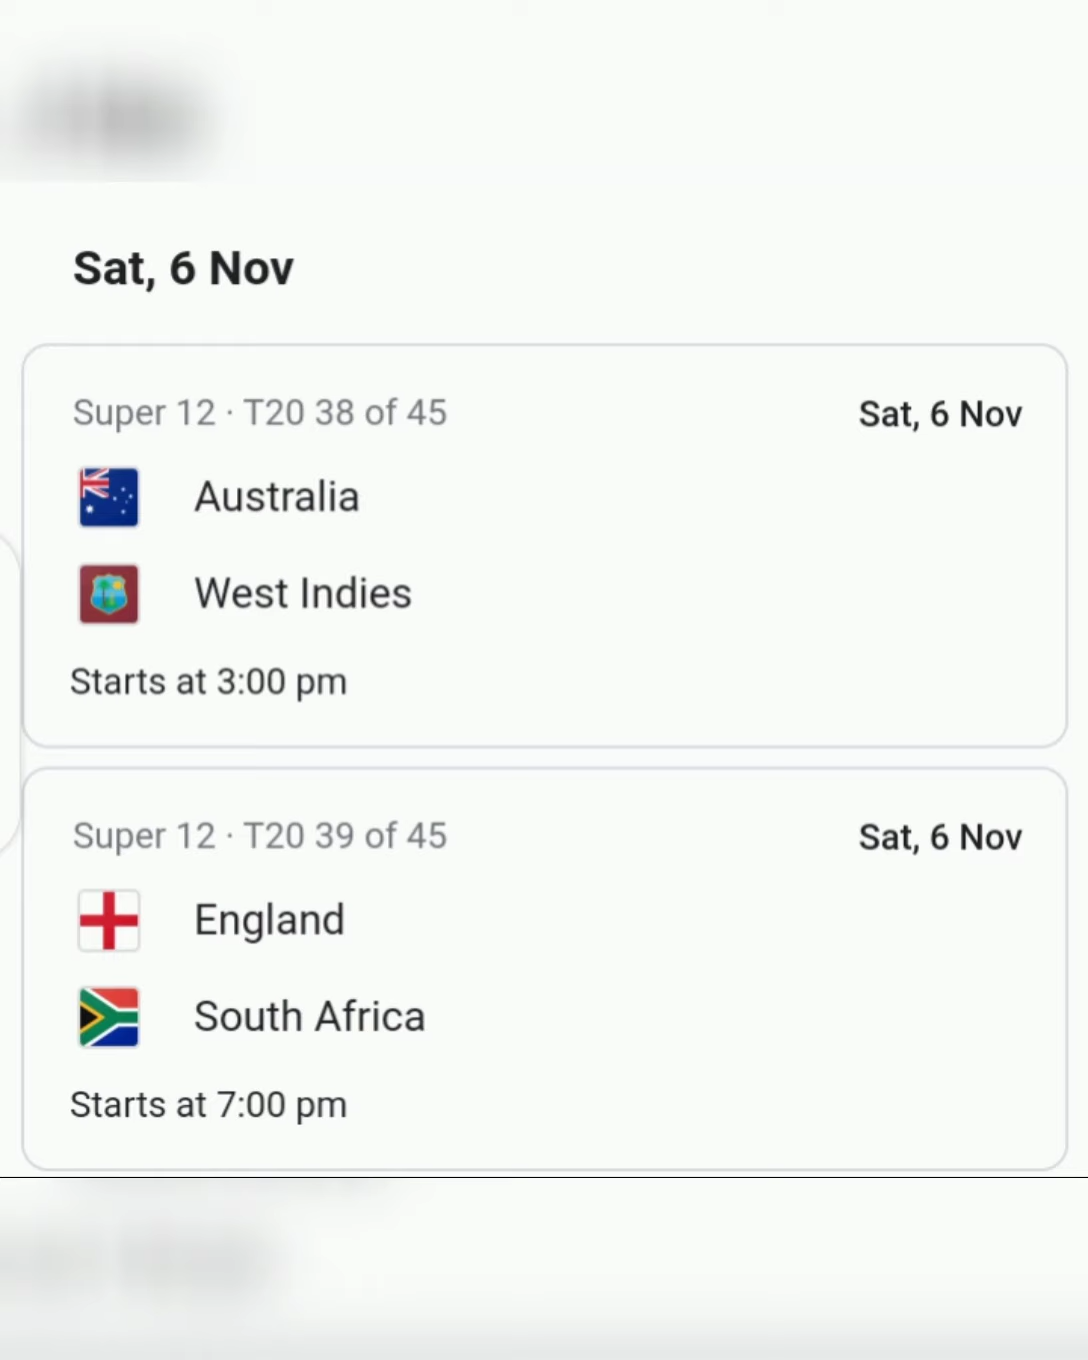 Sat, 6 Nov
Super 12 · T20 38 of 45 Sat, 6 Nov
Australia
West Indies
Starts at 3:00 pm
Super 12 · T20 39 of 45 Sat, 6 Nov
England
South Africa
Starts at 7:00 pm